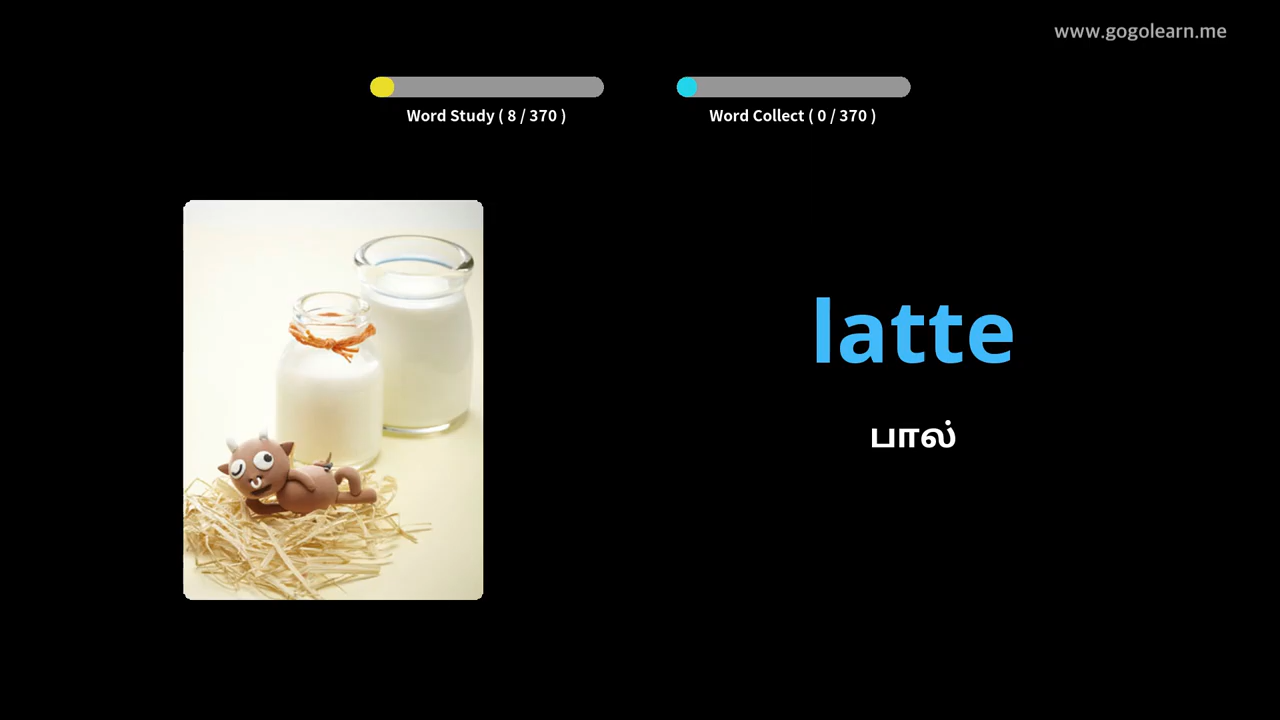 www.gogolearn.me
Word Study ( 8 / 370 )
Word Collect ( 0 / 370 )
latte
பால்